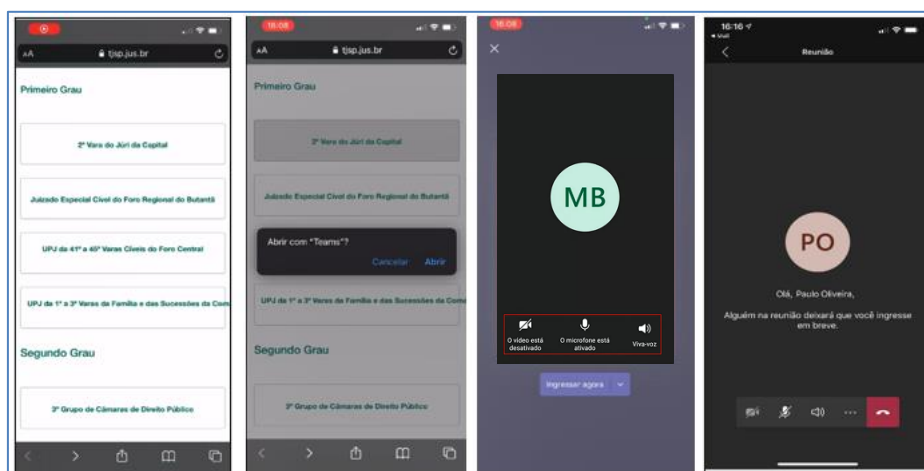 AA tjsp.jus.br
Primeiro Grau
2ª Vara do Júri da Capital
Juizado Especial Cível do Foro Regional do Butantã
UPJ da 41ª a 45ª Varas Cíveis do Foro Central
UPJ da 1ª a 3ª Varas da Família e das Sucessões da Com
Segundo Grau
3º Grupo de Câmaras de Direito Público
16:08
AA tjsp.jus.br
Primeiro Grau
2ª Vara do Júri da Capital
Juizado Especial Cível do Foro Regional do Butantã
Abrir com "Teams"?
Cancelar Abrir
UPJ da 1ª a 3ª Varas da Família e das Sucessões da Come
Segundo Grau
3º Grupo de Câmaras de Direito Público
16:08
MB
O vídeo está desativado
O microfone está ativado
Viva-voz
Ingressar agora
16:16
Reunião
PO
Olá, Paulo Oliveira,
Alguém na reunião deixará que você ingresse
em breve.